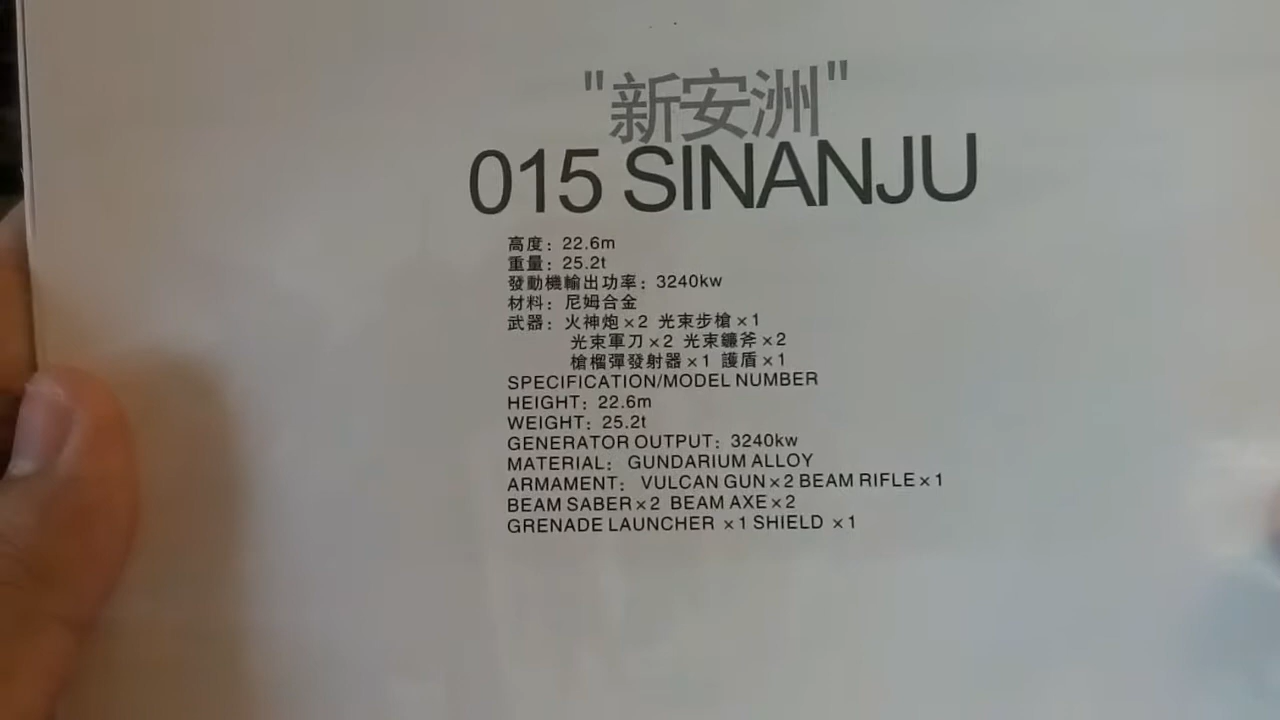 "新安洲"
015 SINANJU
高度：22.6m
重量：25.2t
發動機輸出功率：3240kw
材料：尼姆合金
武器：火神炮×2 光束步槍×1
光束軍刀×2 光束鐮斧×2
槍榴彈發射器×1 護盾×1
SPECIFICATION/MODEL NUMBER
HEIGHT：22.6m
WEIGHT：25.2t
GENERATOR OUTPUT：3240kw
MATERIAL：GUNDARIUM ALLOY
ARMAMENT：VULCAN GUN×2 BEAM RIFLE×1
BEAM SABER×2 BEAM AXE×2
GRENADE LAUNCHER ×1 SHIELD ×1